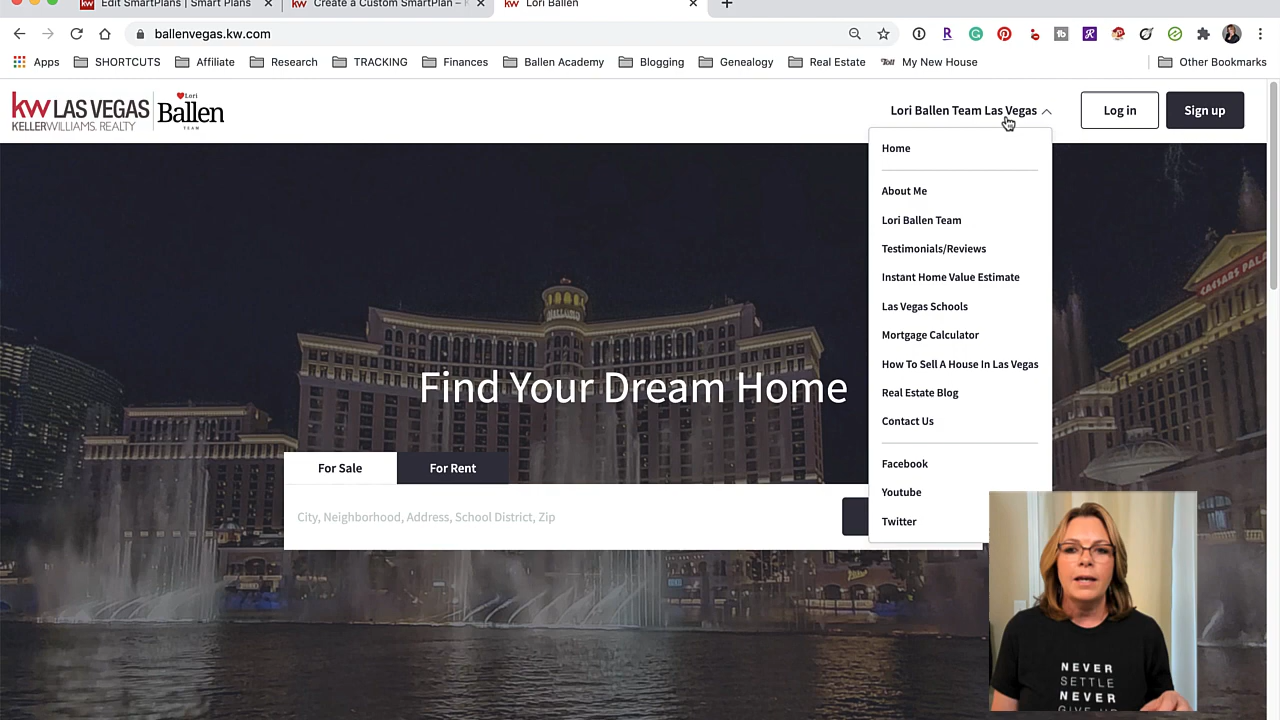 Edit SmartPlans | Smart Plans
Create a Custom SmartPlan –
Lori Ballen
ballenvegas.kw.com
Apps
SHORTCUTS
Affiliate
Research
TRACKING
Finances
Ballen Academy
Blogging
Genealogy
Real Estate
My New House
Other Bookmarks
kw LAS VEGAS
KELLERWILLIAMS. REALTY
Lori
Ballen
TEAM
Lori Ballen Team Las Vegas
Log in
Sign up
Home
About Me
Lori Ballen Team
Testimonials/Reviews
Instant Home Value Estimate
Las Vegas Schools
Mortgage Calculator
How To Sell A House In Las Vegas
Real Estate Blog
Contact Us
Facebook
Youtube
Twitter
CAESARS PALA
Find Your Dream Home
For Sale
For Rent
City, Neighborhood, Address, School District, Zip
NEVER
SETTLE
NEVER
GIVE UP